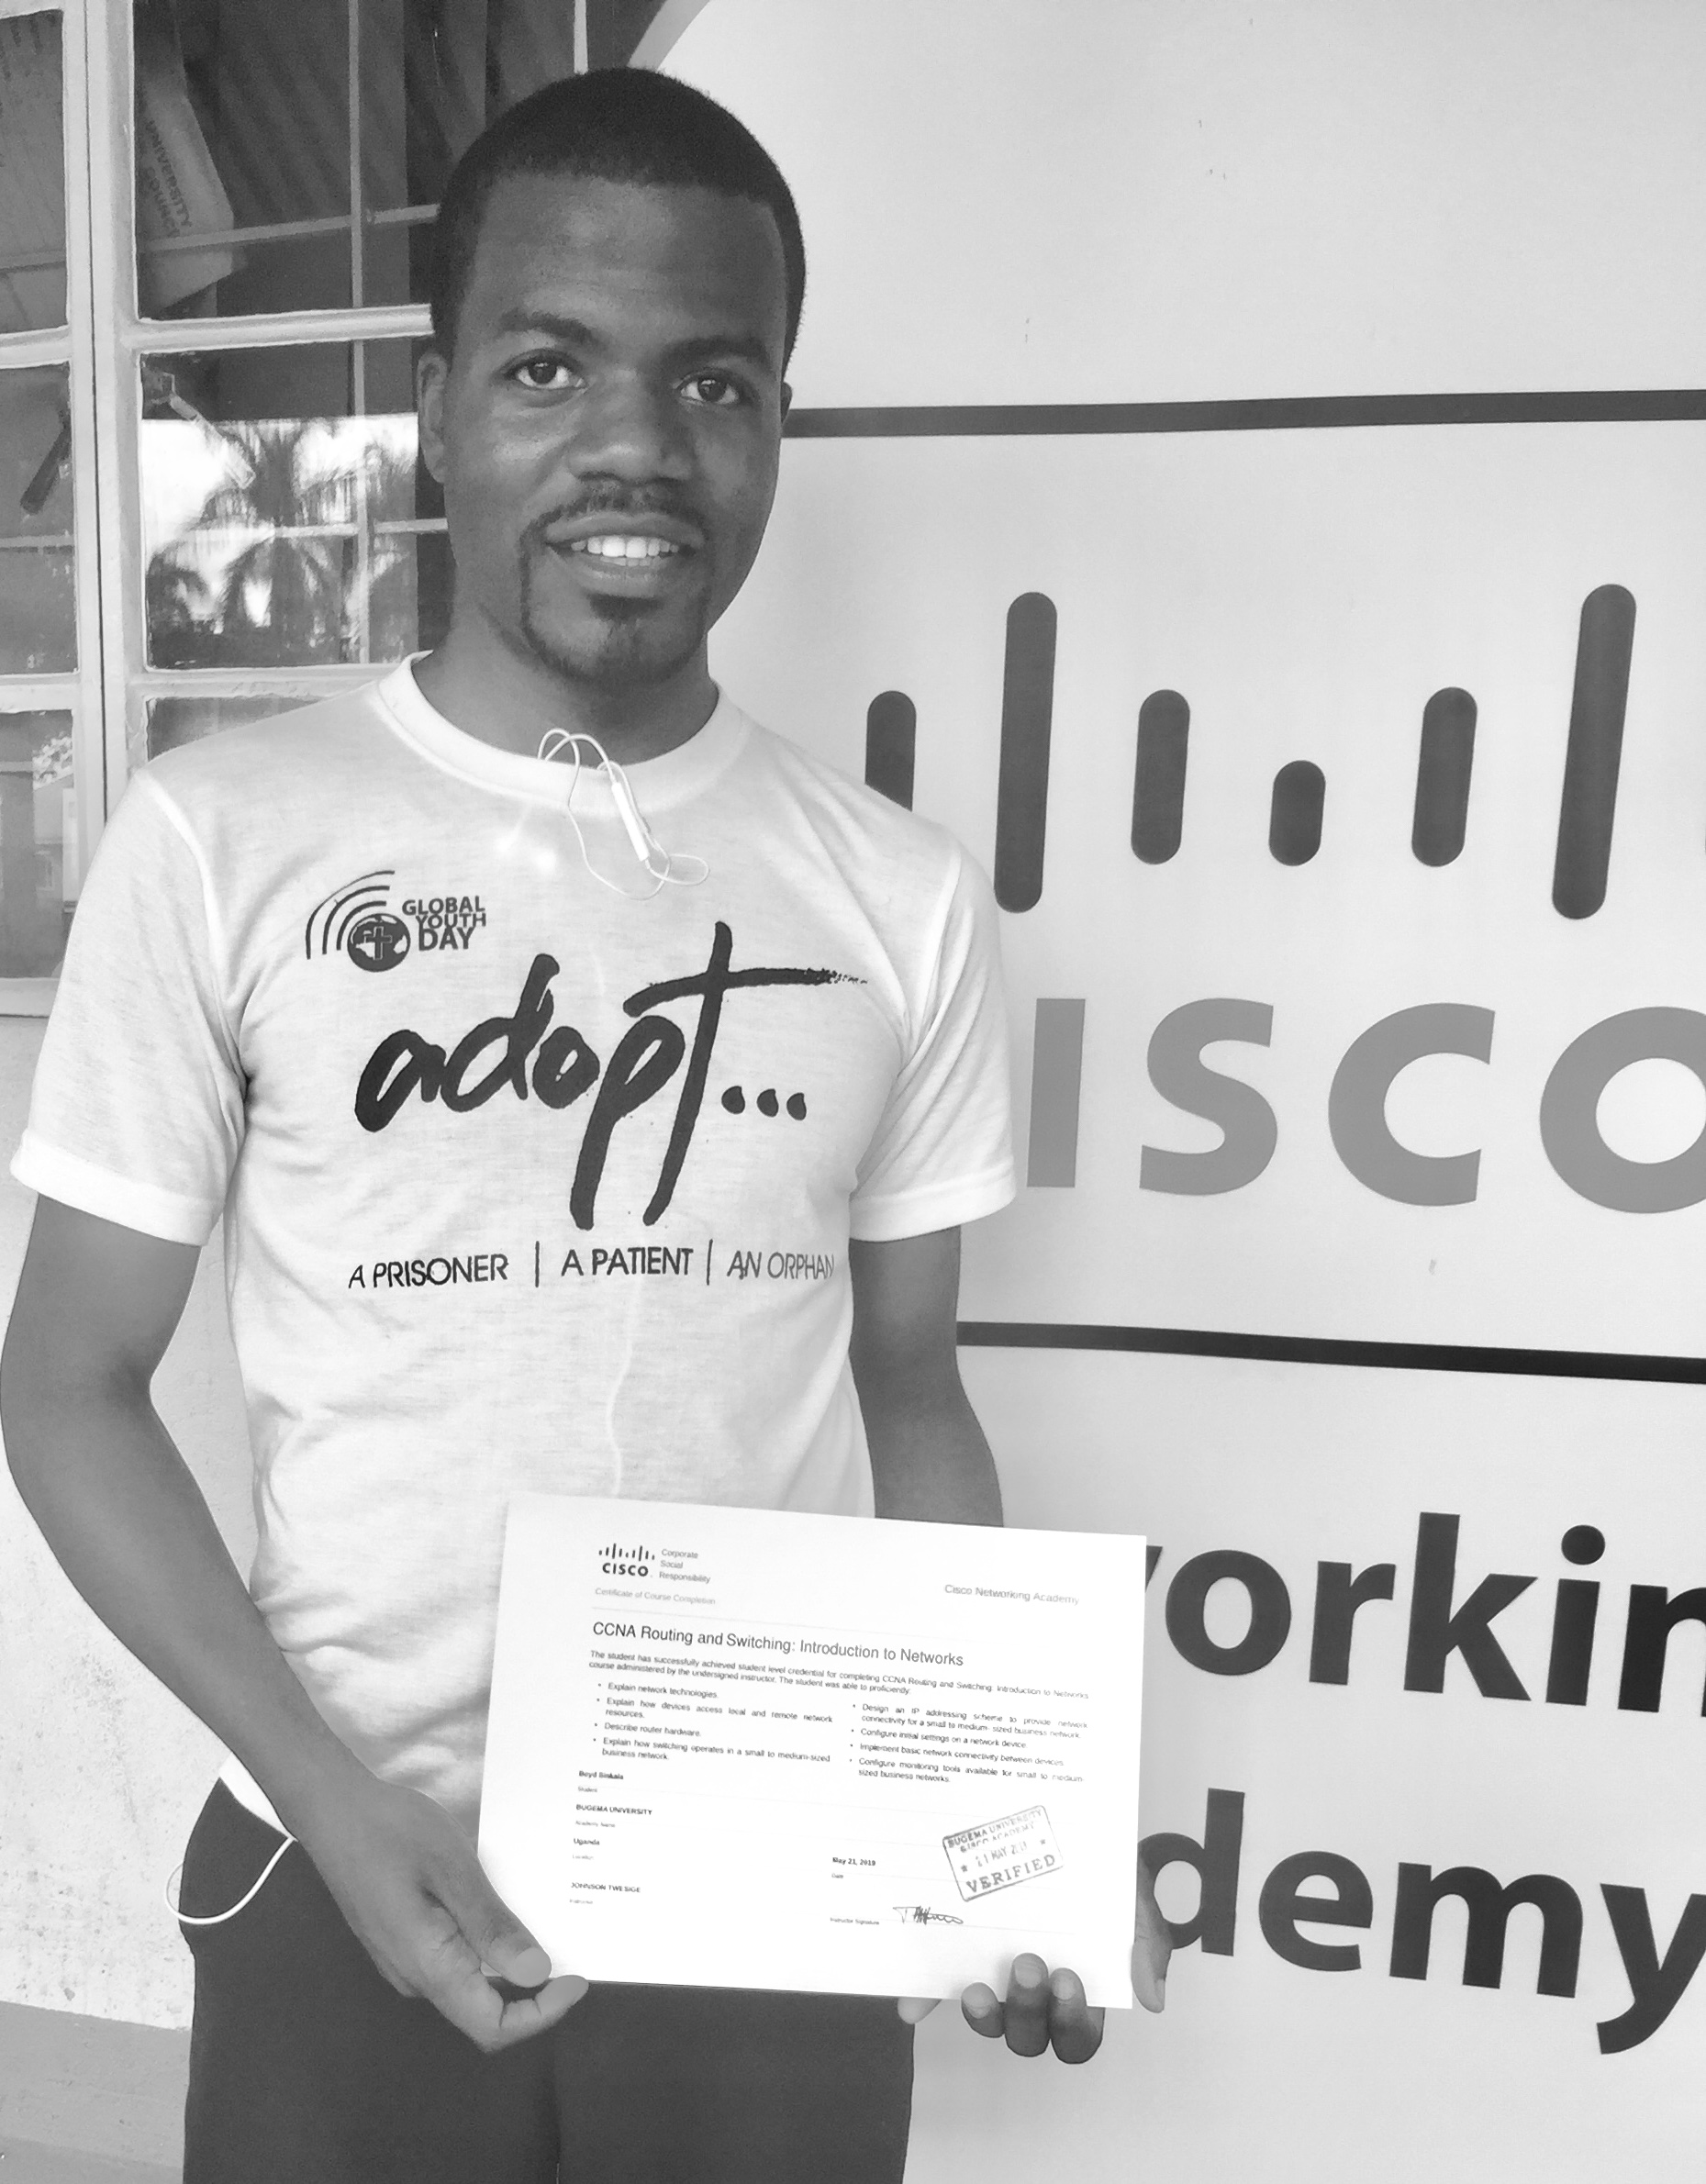 UNIVERSITY
GLOBAL
YOUTH
DAY
adopt...
A PRISONER | A PATIENT | AN ORPHAN
ISCO
orkin
demy
CISCO
Corporate
Social
Responsibility
Certificate of Course Completion
Cisco Networking Academy
CCNA Routing and Switching: Introduction to Networks
The student has successfully achieved student level credential for completing CCNA Routing and Switching: Introduction to Networks
course administered by the undersigned instructor. The student was able to proficiently:
• Explain network technologies.
• Explain how devices access local and remote network
resources.
• Describe router hardware.
• Explain how switching operates in a small to medium-sized
business network.
• Design an IP addressing scheme to provide network
connectivity for a small to medium-sized business network.
• Configure initial settings on a network device.
• Implement basic network connectivity between devices.
• Configure monitoring tools available for small to medium-
sized business networks.
Boyd Sinkala
Student
BUGEMA UNIVERSITY
Academy Name
Uganda
Location
JOHNSON TWESIGE
Instructor
May 21, 2019
Date
Instructor Signature
BUGEMA UNIVERSITY
CISCO ACADEMY
MAY
VERIFIED